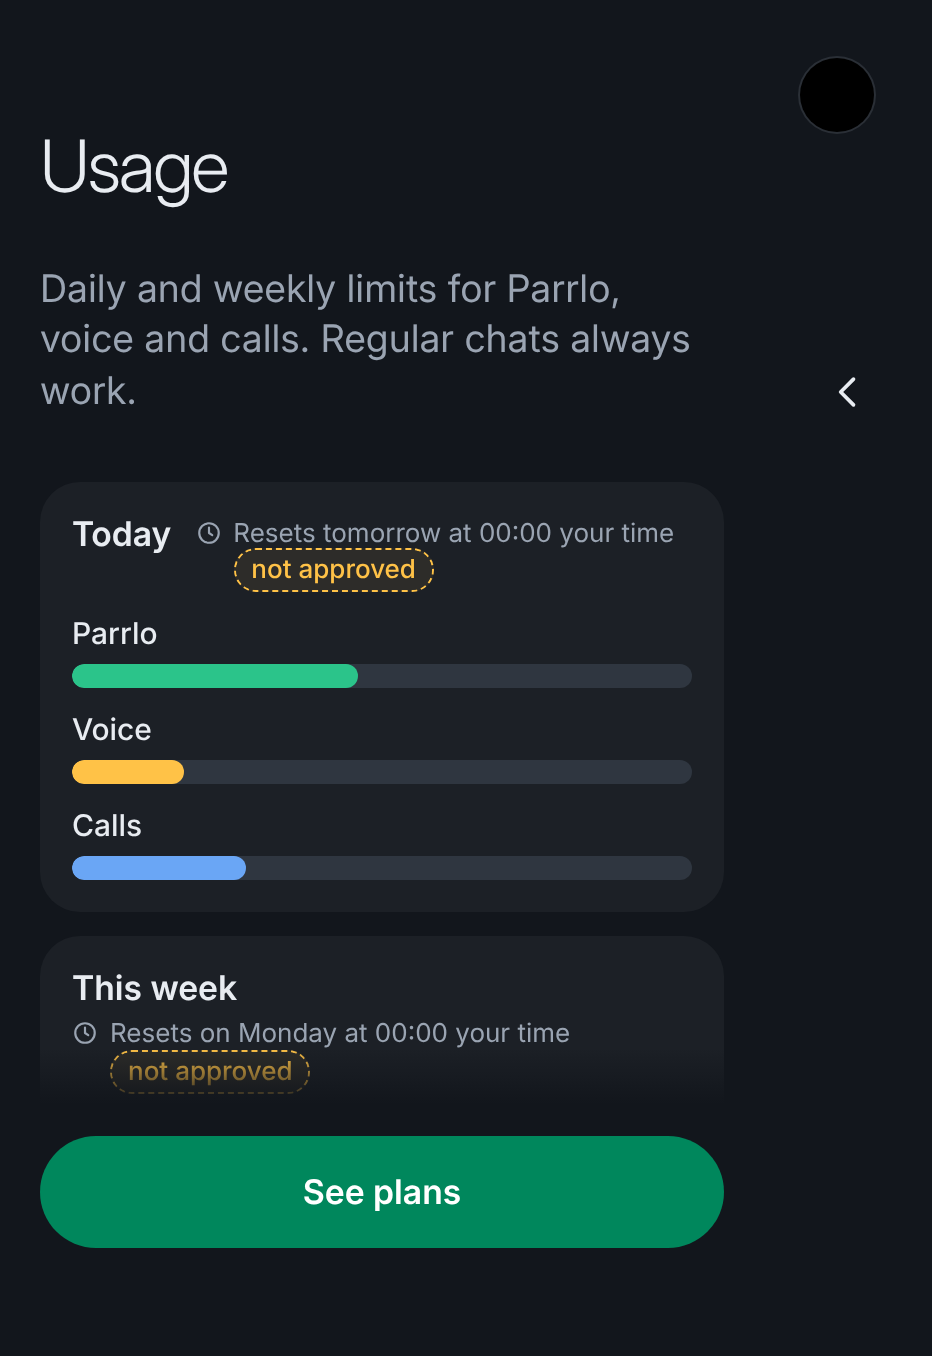 Usage
Daily and weekly limits for Parrlo,
voice and calls. Regular chats always
work.
Today
Resets tomorrow at 00:00 your time
not approved
Parrlo
Voice
Calls
This week
Resets on Monday at 00:00 your time
not approved
See plans